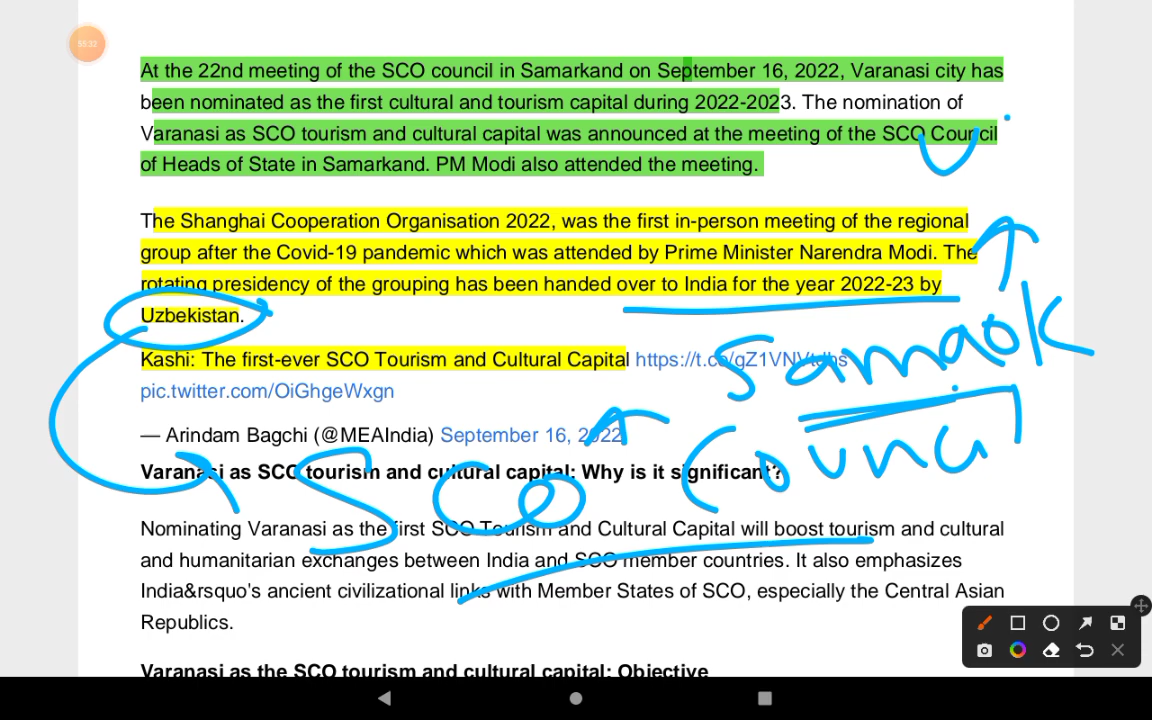 55:33
At the 22nd meeting of the SCO council in Samarkand on September 16, 2022, Varanasi city has
been nominated as the first cultural and tourism capital during 2022-2023. The nomination of
Varanasi as SCO tourism and cultural capital was announced at the meeting of the SCO Council
of Heads of State in Samarkand. PM Modi also attended the meeting.
The Shanghai Cooperation Organisation 2022, was the first in-person meeting of the regional
group after the Covid-19 pandemic which was attended by Prime Minister Narendra Modi. The
rotating presidency of the grouping has been handed over to India for the year 2022-23 by
Uzbekistan.
Kashi: The first-ever SCO Tourism and Cultural Capital
pic.twitter.com/OiGhgeWxgn
— Arindam Bagchi (@MEAIndia) September 16, 2022
Varanasi as SCO tourism and cultural capital: Why is it significant?
SCO Council
Nominating Varanasi as the first SCO Tourism and Cultural Capital will boost tourism and cultural
and humanitarian exchanges between India and SCO member countries. It also emphasizes
India&rsquo's ancient civilizational links with Member States of SCO, especially the Central Asian
Republics.
Varanasi as the SCO tourism and cultural capital: Objective